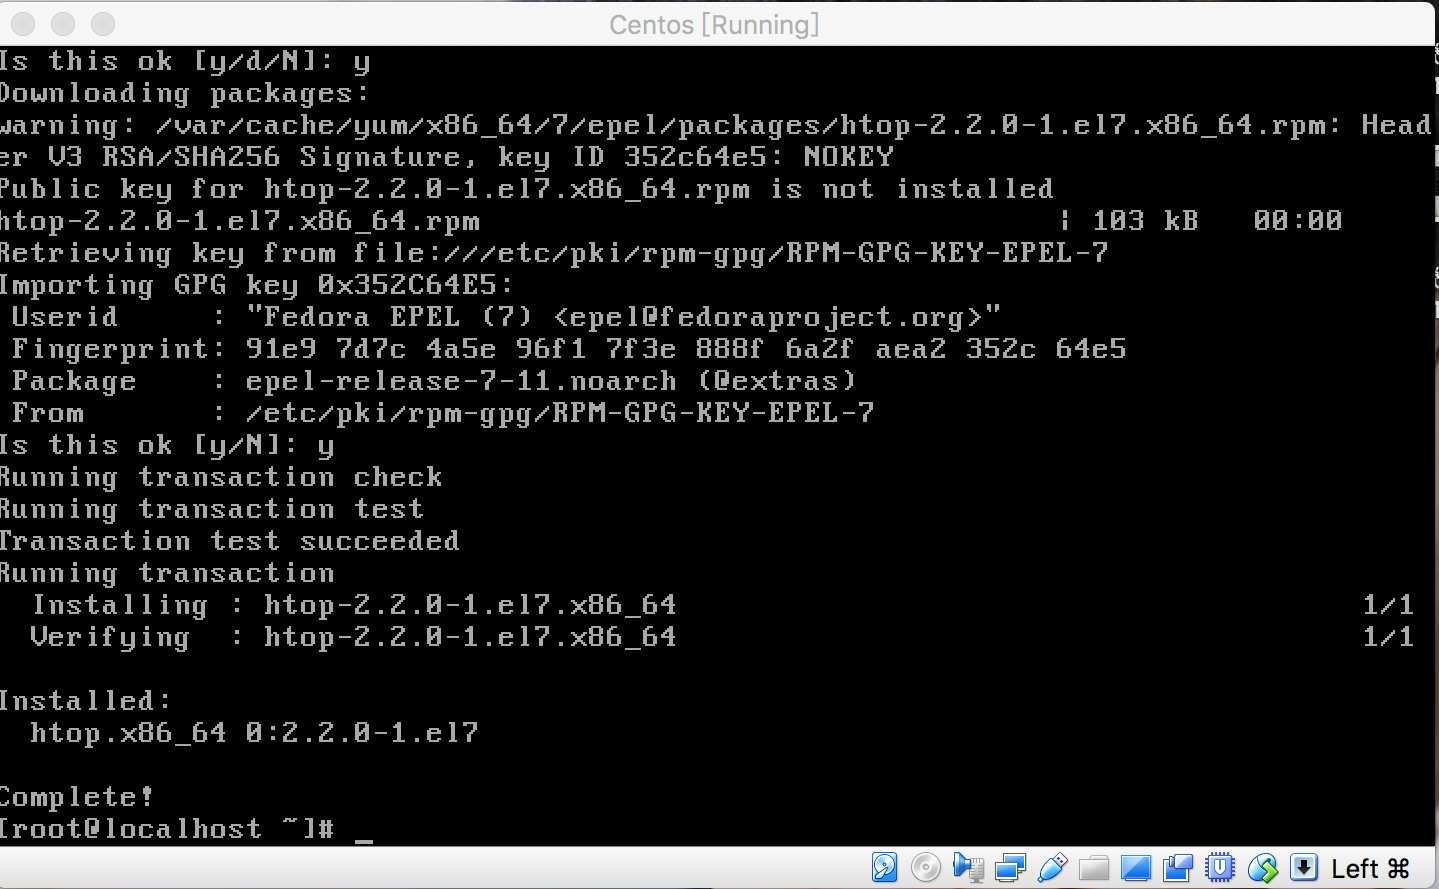 Centos [Running]
Is this ok [y/d/N]: y
Downloading packages:
warning: /var/cache/yum/x86_64/7/epel/packages/htop-2.2.0-1.el7.x86_64.rpm: Head
er V3 RSA/SHA256 Signature, key ID 352c64e5: NOKEY
Public key for htop-2.2.0-1.el7.x86_64.rpm is not installed
htop-2.2.0-1.el7.x86_64.rpm | 103 kB 00:00
Retrieving key from file:///etc/pki/rpm-gpg/RPM-GPG-KEY-EPEL-7
Importing GPG key 0x352C64E5:
Userid : "Fedora EPEL (7) <epel@fedoraproject.org>"
Fingerprint: 91e9 7d7c 4a5e 96f1 7f3e 888f 6a2f aea2 352c 64e5
Package : epel-release-7-11.noarch (@extras)
From : /etc/pki/rpm-gpg/RPM-GPG-KEY-EPEL-7
Is this ok [y/N]: y
Running transaction check
Running transaction test
Transaction test succeeded
Running transaction
Installing : htop-2.2.0-1.el7.x86_64 1/1
Verifying : htop-2.2.0-1.el7.x86_64 1/1
Installed:
htop.x86_64 0:2.2.0-1.el7
Complete!
[root@localhost ~]# _
Left ⌘